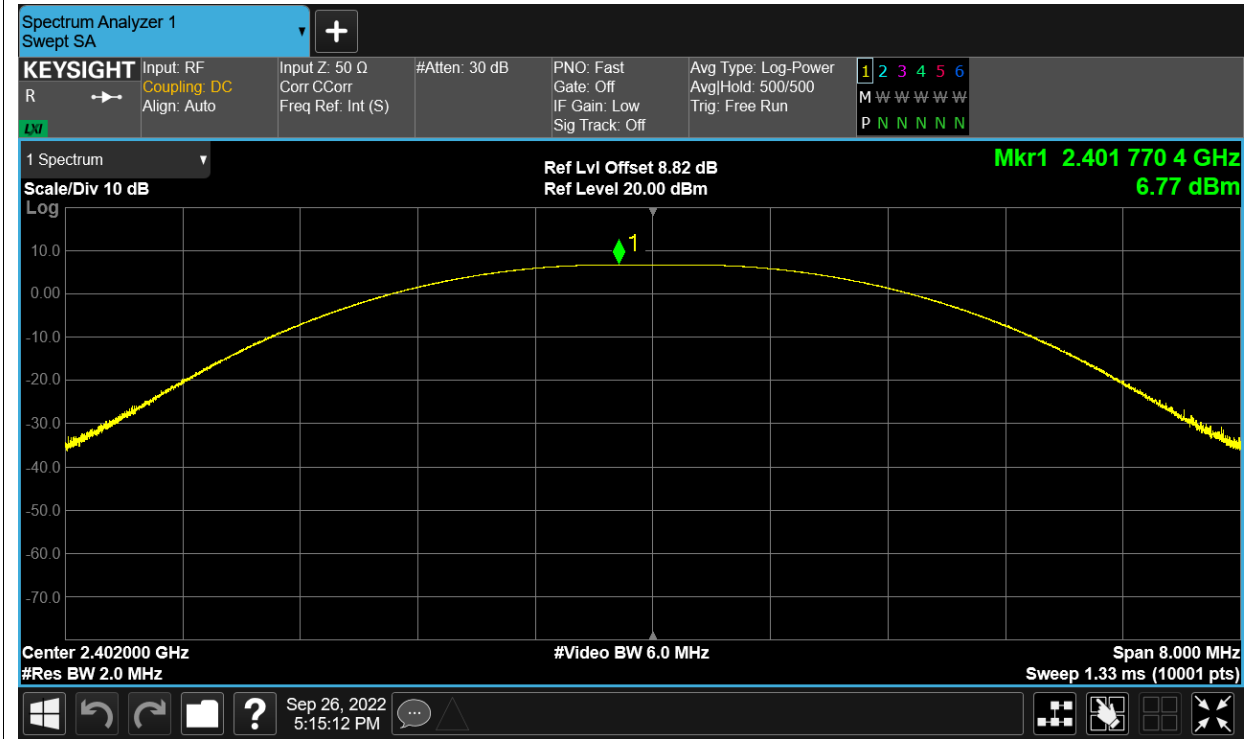 Spectrum Analyzer 1
Swept SA
KEYSIGHT
R
LXI
Input: RF
Coupling: DC
Align: Auto
Input Z: 50 Ω
Corr CCorr
Freq Ref: Int (S)
#Atten: 30 dB
PNO: Fast
Gate: Off
IF Gain: Low
Sig Track: Off
Avg Type: Log-Power
Avg|Hold: 500/500
Trig: Free Run
1 2 3 4 5 6
M W W W W W
P N N N N N
1 Spectrum
Scale/Div 10 dB
Log
Ref Lvl Offset 8.82 dB
Ref Level 20.00 dBm
Mkr1 2.401 770 4 GHz
6.77 dBm
1
10.0
0.00
-10.0
-20.0
-30.0
-40.0
-50.0
-60.0
-70.0
Center 2.402000 GHz
#Res BW 2.0 MHz
#Video BW 6.0 MHz
Span 8.000 MHz
Sweep 1.33 ms (10001 pts)
?
Sep 26, 2022
5:15:12 PM